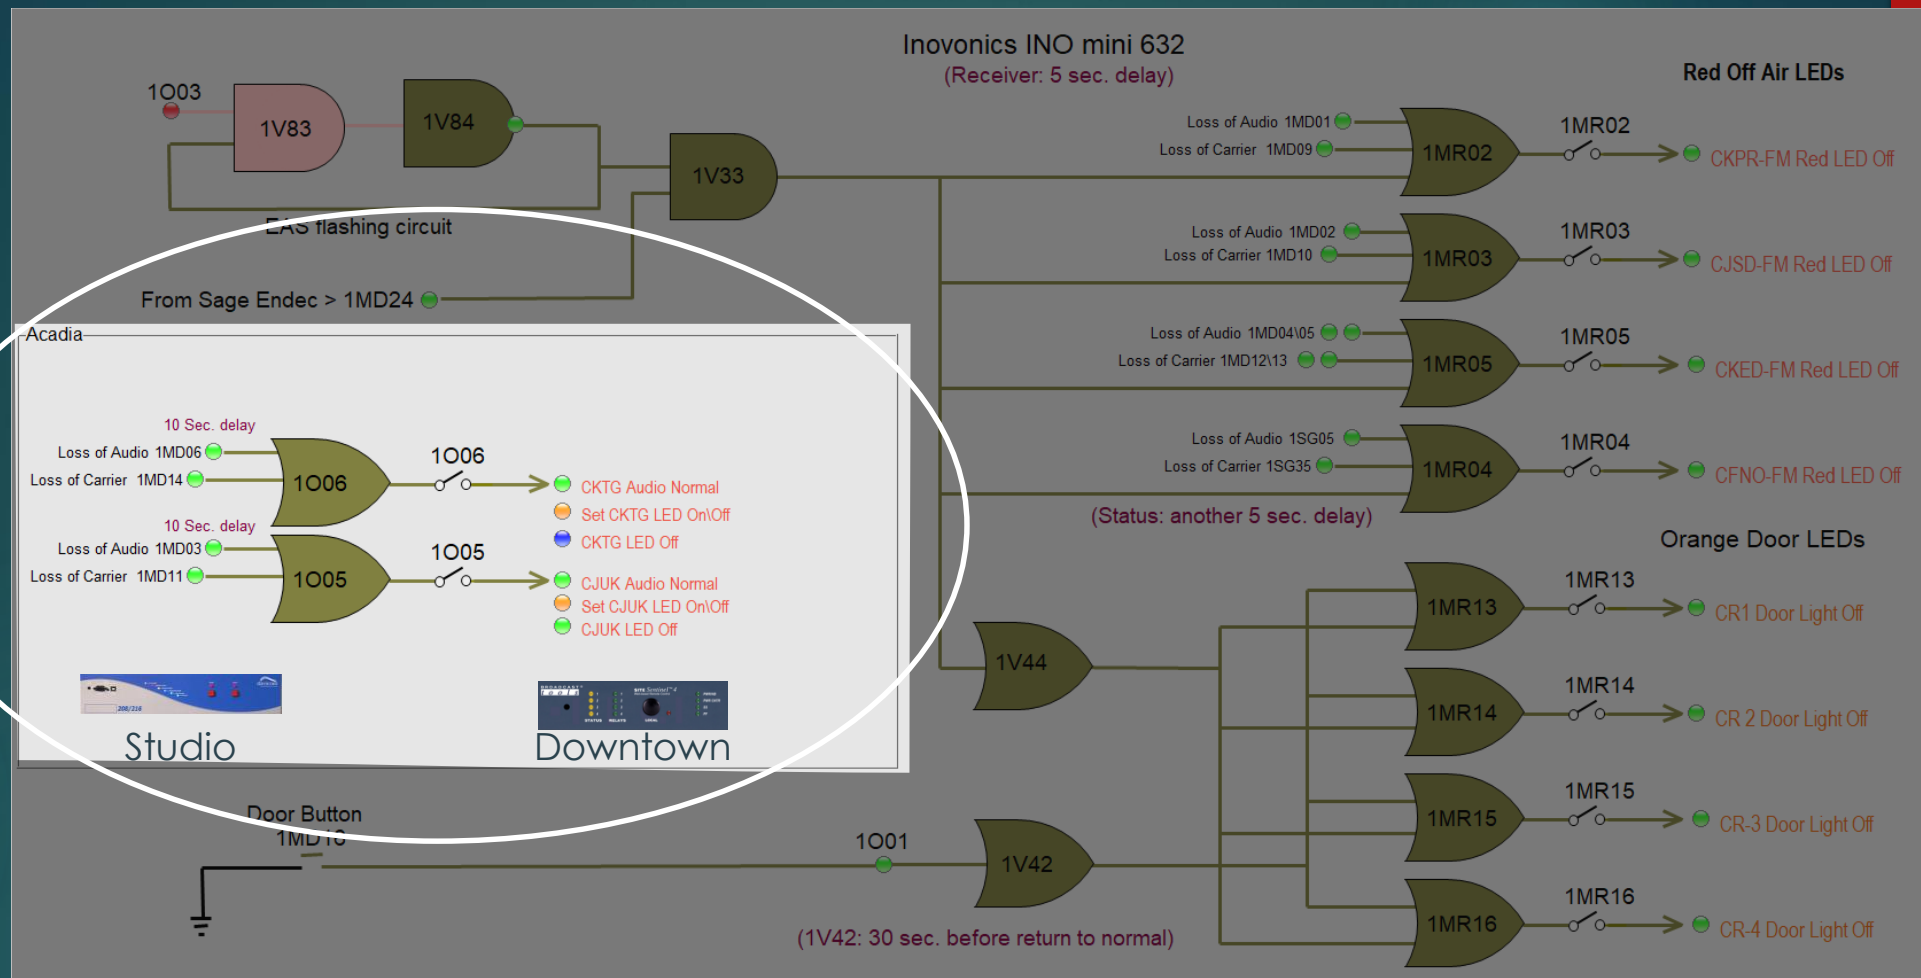 Inovonics INO mini 632
(Receiver: 5 sec. delay)
Red Off Air LEDs
1O03
1V83
1V84
1V33
EAS flashing circuit
From Sage Endec > 1MD24
Loss of Audio 1MD01
Loss of Carrier 1MD09
1MR02
1MR02
CKPR-FM Red LED Off
Loss of Audio 1MD02
Loss of Carrier 1MD10
1MR03
1MR03
CJSD-FM Red LED Off
Loss of Audio 1MD04\05
Loss of Carrier 1MD12\13
1MR05
1MR05
CKED-FM Red LED Off
Loss of Audio 1SG05
Loss of Carrier 1SG35
1MR04
1MR04
CFNO-FM Red LED Off
(Status: another 5 sec. delay)
Acadia
10 Sec. delay
Loss of Audio 1MD06
Loss of Carrier 1MD14
1O06
1O06
CKTG Audio Normal
Set CKTG LED On\Off
CKTG LED Off
10 Sec. delay
Loss of Audio 1MD03
Loss of Carrier 1MD11
1O05
1O05
CJUK Audio Normal
Set CJUK LED On\Off
CJUK LED Off
208/216
BROADCAST
tools
SITE Sentinel 4
STATUS
RELAYS
Studio
Downtown
Orange Door LEDs
1V44
1MR13
1MR13
CR1 Door Light Off
1MR14
1MR14
CR 2 Door Light Off
1MR15
1MR15
CR-3 Door Light Off
1MR16
1MR16
CR-4 Door Light Off
Door Button
1O01
1V42
(1V42: 30 sec. before return to normal)